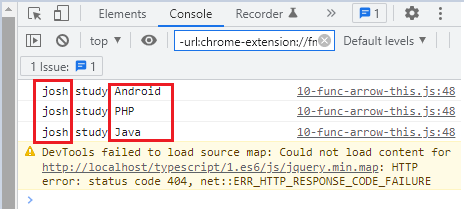 Elements Console Recorder 1
top -url:chrome-extension://fn Default levels
1 Issue: 1
josh study Android 10-func-arrow-this.js:48
josh study PHP 10-func-arrow-this.js:48
josh study Java 10-func-arrow-this.js:48
DevTools failed to load source map: Could not load content for
http://localhost/typescript/1.es6/js/jquery.min.map: HTTP
error: status code 404, net::ERR_HTTP_RESPONSE_CODE_FAILURE